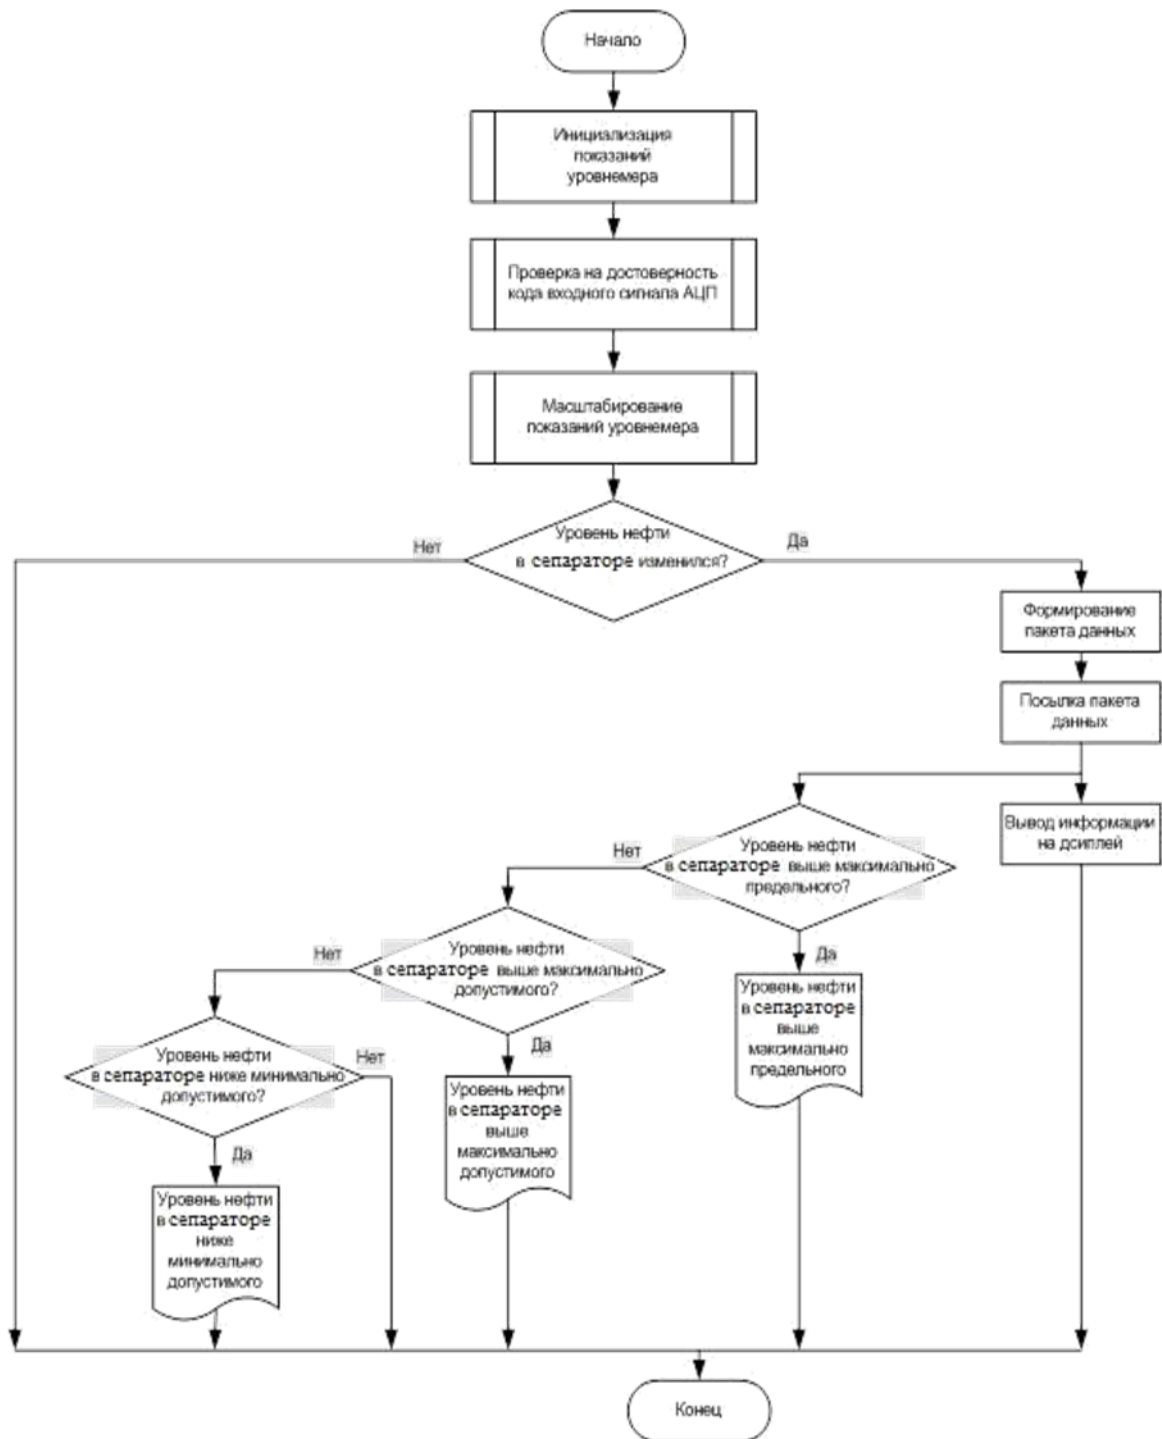 Начало
Инициализация
показаний
уровнемера
Проверка на достоверность
кода входного сигнала АЦП
Масштабирование
показаний уровнемера
Уровень нефти
в сепараторе изменился?
Нет
Да
Формирование
пакета данных
Посылка пакета
данных
Вывод информации
на дсиплей
Уровень нефти
в сепараторе выше максимально
предельного?
Нет
Да
Уровень нефти
в сепараторе
выше
максимально
предельного
Уровень нефти
в сепараторе выше максимально
допустимого?
Нет
Да
Уровень нефти
в сепараторе
выше
максимально
допустимого
Уровень нефти
в сепараторе ниже минимально
допустимого?
Нет
Да
Уровень нефти
в сепараторе
ниже
минимально
допустимого
Конец